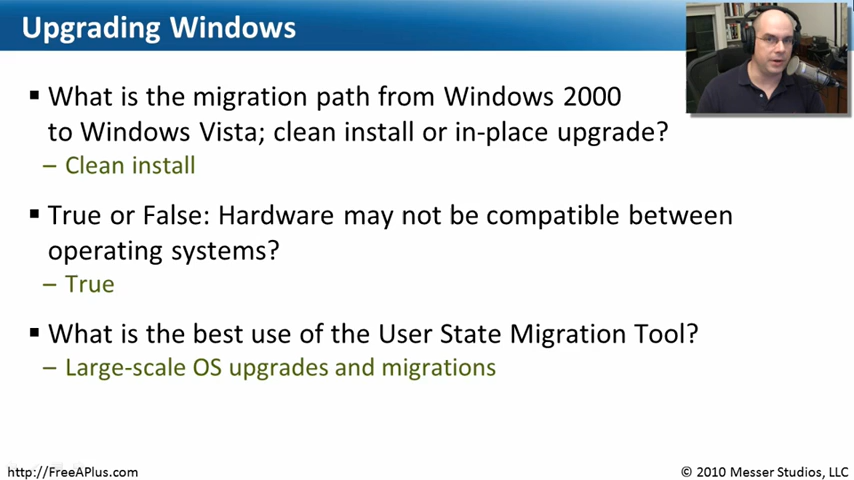 Upgrading Windows
▪ What is the migration path from Windows 2000
to Windows Vista; clean install or in-place upgrade?
– Clean install
▪ True or False: Hardware may not be compatible between
operating systems?
– True
▪ What is the best use of the User State Migration Tool?
– Large-scale OS upgrades and migrations
http://FreeAPlus.com
© 2010 Messer Studios, LLC